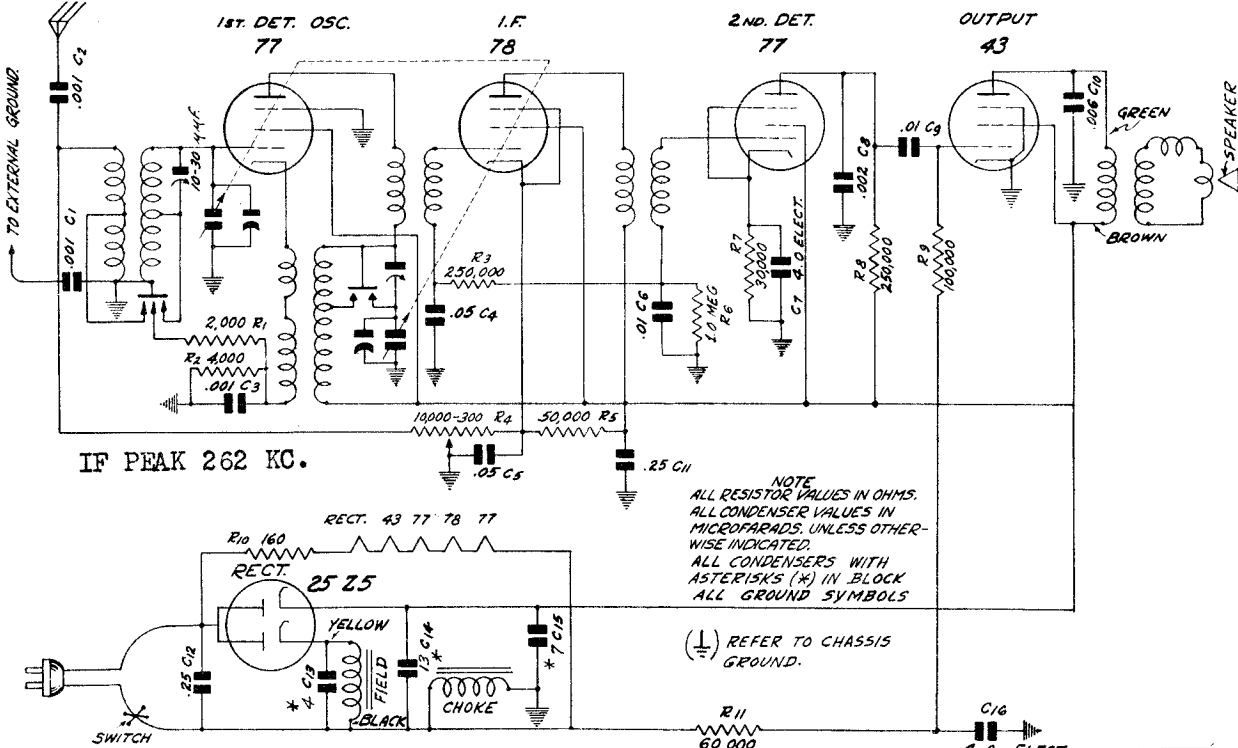 1ST. DET. OSC.
77
I.F.
78
2ND. DET.
77
OUTPUT
43
TO EXTERNAL GROUND.
.001 C2
10-30 MMF.
.001 C1
2,000 R1
R2 4,000
.001 C3
R3
250,000
.05 C4
10,000-300 R4
.05 C5
50,000 R5
.25 C11
.01 C6
1.0 MEG
R6
R7
30,000
C7 4.0 ELECT.
.002 C8
R8
250,000
.01 C9
R9
100,000
.006 C10
GREEN
BROWN
SPEAKER
IF PEAK 262 KC.
NOTE
ALL RESISTOR VALUES IN OHMS.
ALL CONDENSER VALUES IN
MICROFARADS. UNLESS OTHER-
WISE INDICATED.
ALL CONDENSERS WITH
ASTERISKS (*) IN BLOCK
ALL GROUND SYMBOLS
( ) REFER TO CHASSIS
GROUND.
RECT. 43 77 78 77
R10 160
RECT.
25 Z5
YELLOW
.25 C12
* 4 C13
FIELD
BLACK
13 C14 *
CHOKE
* 7 C15
SWITCH
R11
60,000
C16